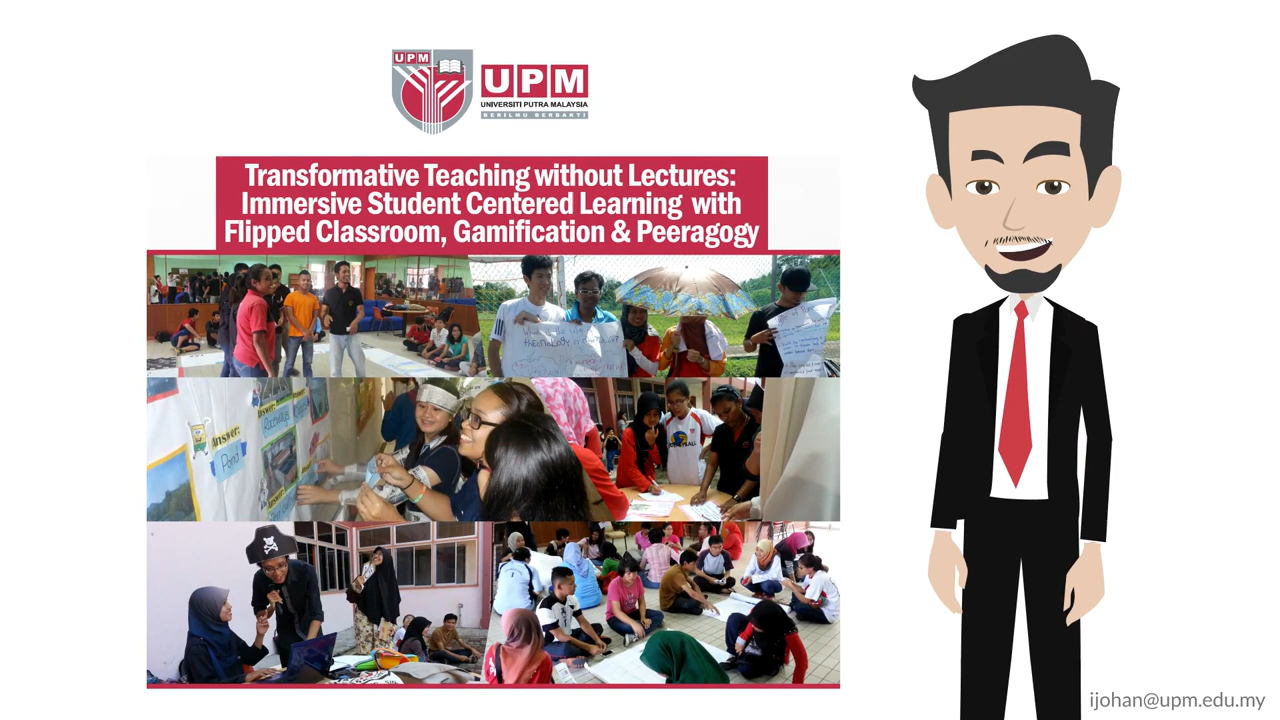 UPM
UPM
UNIVERSITI PUTRA MALAYSIA
BERILMU BERBAKTI
Transformative Teaching without Lectures:
Immersive Student Centered Learning with
Flipped Classroom, Gamification & Peeragogy
Answer:
Answer:
Pond
ijohan@upm.edu.my